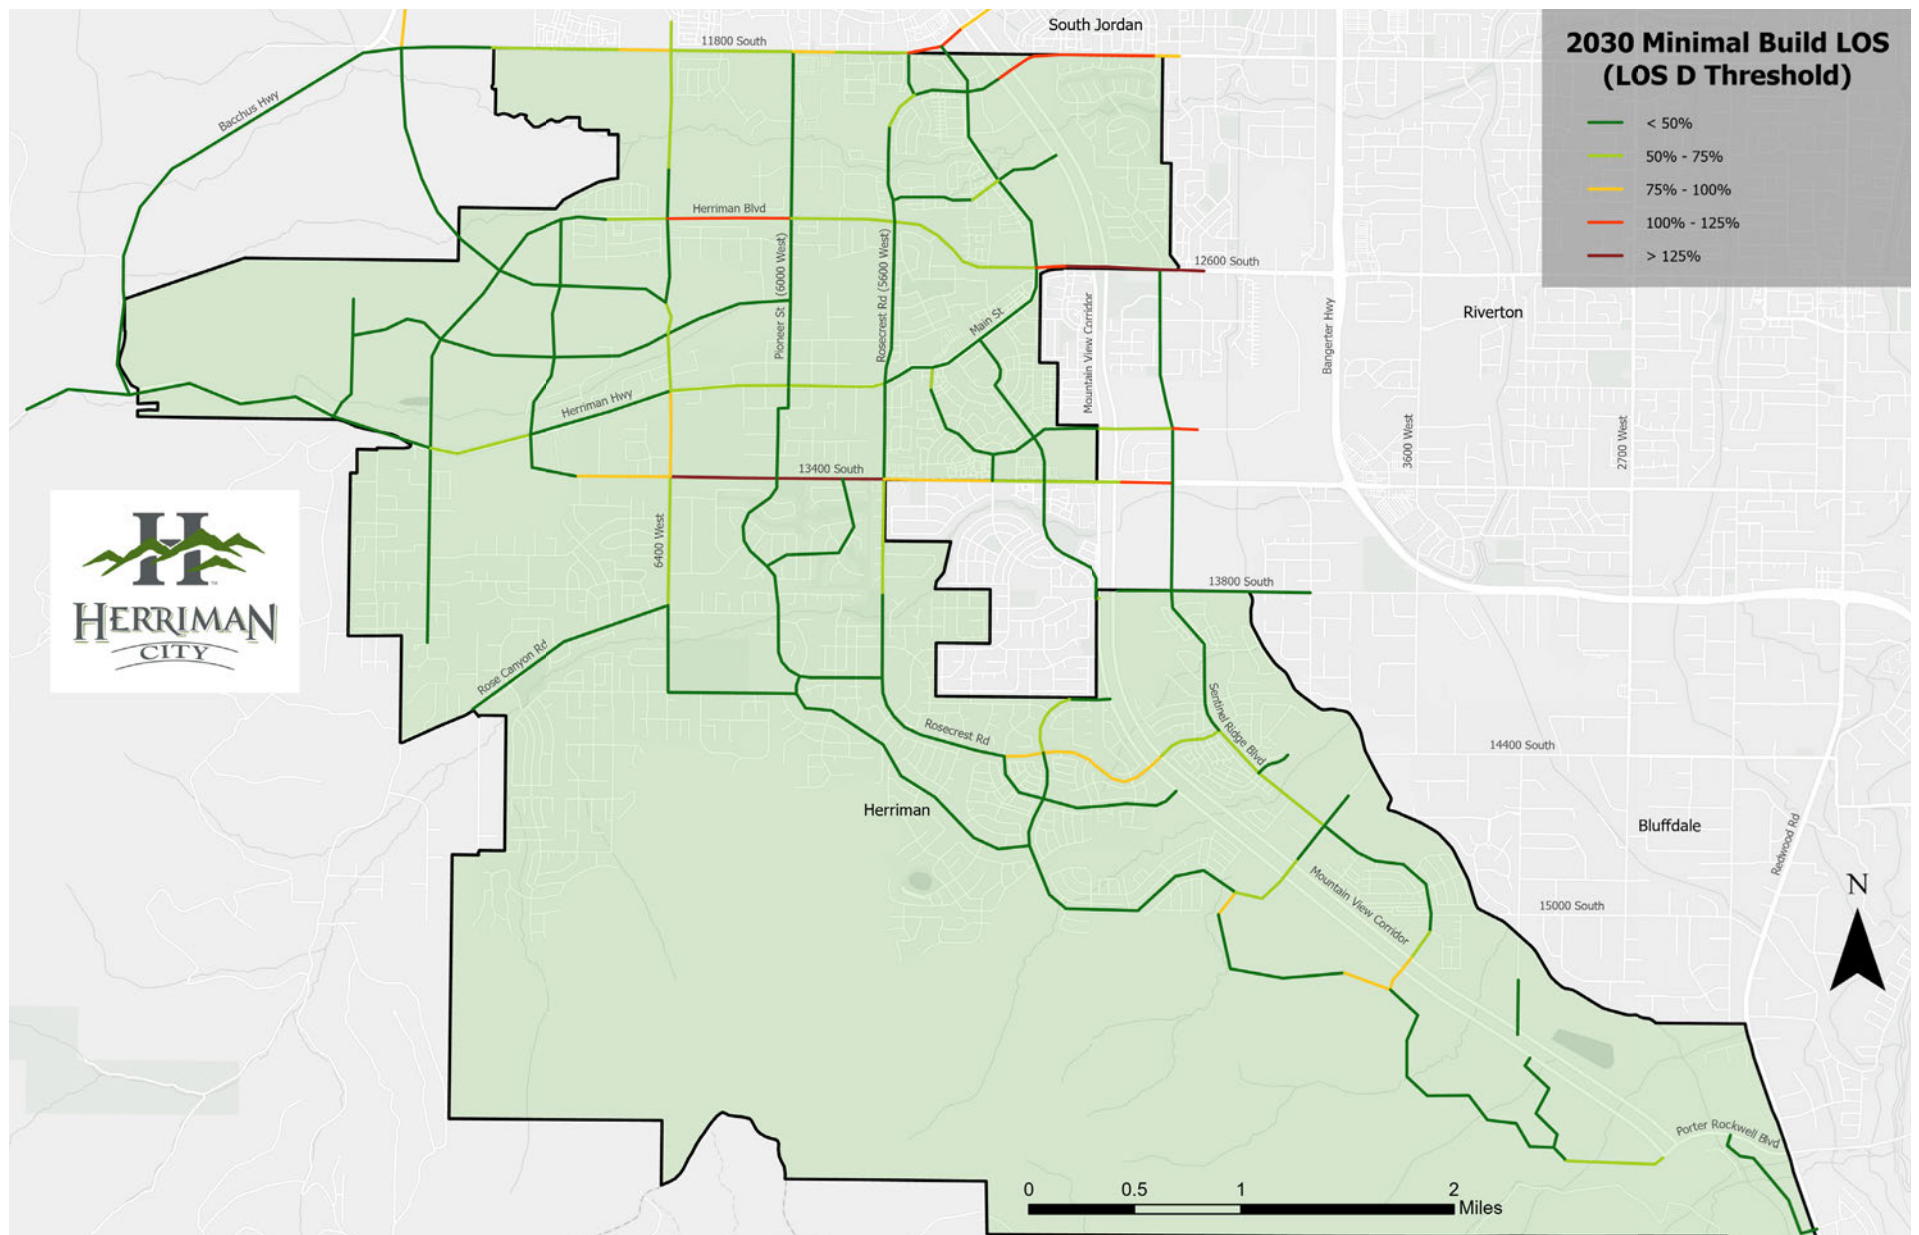 South Jordan
2030 Minimal Build LOS
(LOS D Threshold)
< 50%
50% - 75%
75% - 100%
100% - 125%
> 125%
11800 South
Bacchus Hwy
Herriman Blvd
Pioneer St (6000 West)
Rosecrest Rd (5600 West)
12600 South
Main St
Mountain View Corridor
Bangerter Hwy
Riverton
Herriman Hwy
3600 West
2700 West
13400 South
6400 West
H
TM
HERRIMAN
CITY
13800 South
Rose Canyon Rd
Sentinel Ridge Blvd
Rosecrest Rd
14400 South
Herriman
Bluffdale
Redwood Rd
Mountain View Corridor
15000 South
N
Porter Rockwell Blvd
0 0.5 1 2
Miles